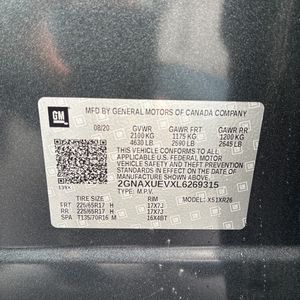 GM
MFD BY GENERAL MOTORS OF CANADA COMPANY
08/20 GVWR GAWR FRT GAWR RR
2100 KG 1175 KG 1200 KG
4630 LB 2590 LB 2645 LB
THIS VEHICLE CONFORMS TO ALL
APPLICABLE U.S. FEDERAL MOTOR
VEHICLE SAFETY AND THEFT PREVENTION
STANDARDS IN EFFECT ON THE DATE OF
MANUFACTURE SHOWN ABOVE.
2GNAXUEVXL6269315
TYPE: M.P.V. MODEL: XS1XR26
TIRE SIZE RIM
FRT 225/65R17 H 17X7J
RR 225/65R17 H 17X7J
SPA T135/70R16 M 16X4BT